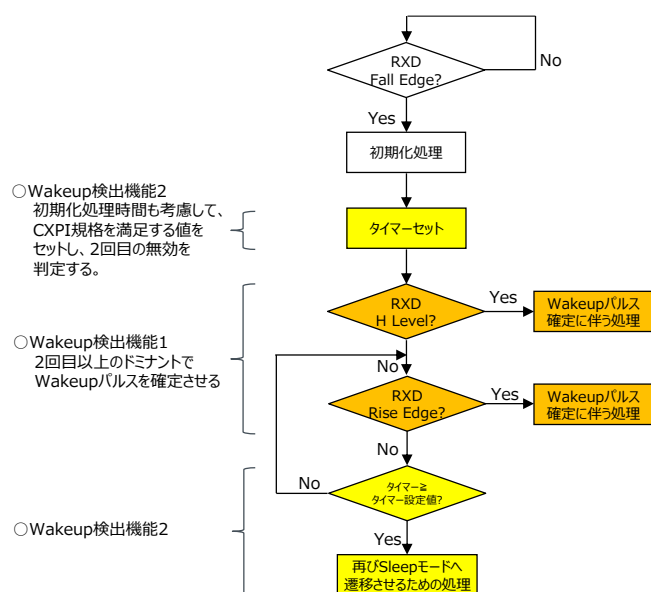 RXD
Fall Edge?
No
Yes
初期化処理
○Wakeup検出機能2
初期化処理時間も考慮して、
CXPI規格を満足する値を
セットし、2回目の無効を
判定する。
タイマーセット
RXD
H Level?
Yes
Wakeupパルス
確定に伴う処理
○Wakeup検出機能1
2回目以上のドミナントで
Wakeupパルスを確定させる
No
RXD
Rise Edge?
Yes
Wakeupパルス
確定に伴う処理
No
No
タイマー≧
タイマー設定値?
○Wakeup検出機能2
Yes
再びSleepモードへ
遷移させるための処理